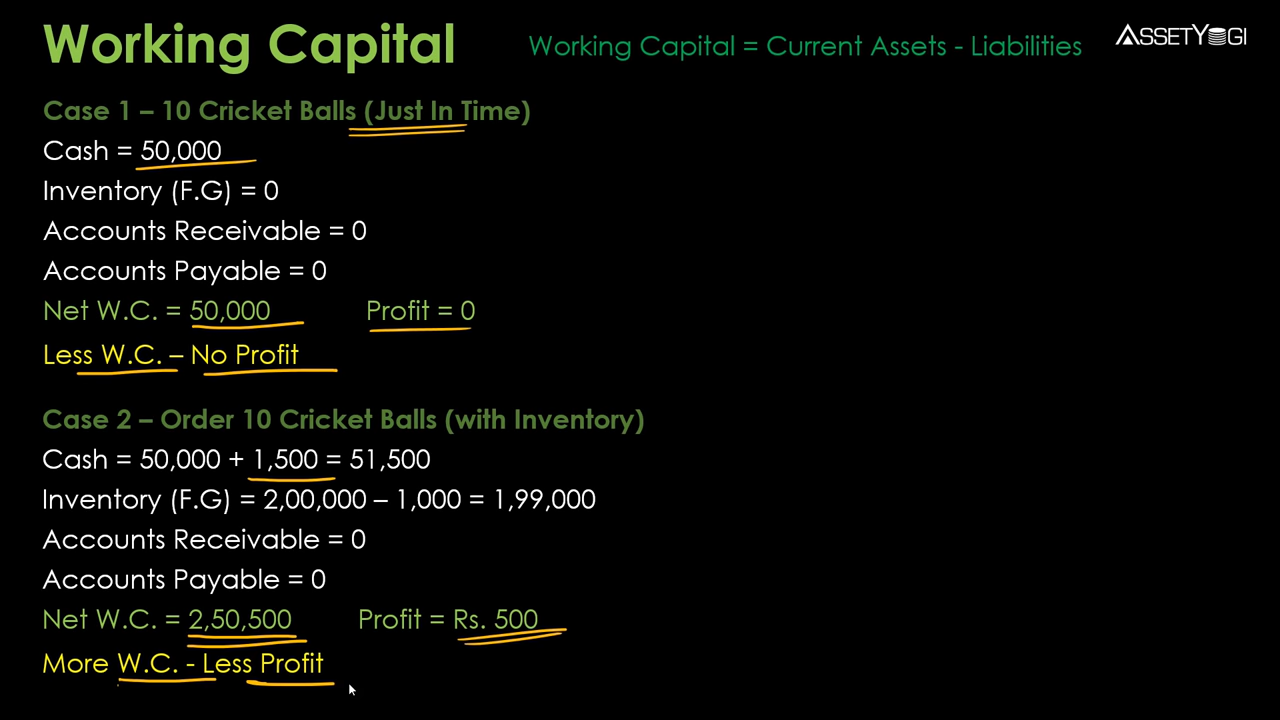 Working Capital
Working Capital = Current Assets - Liabilities
ASSETYOGI
Case 1 – 10 Cricket Balls (Just In Time)
Cash = 50,000
Inventory (F.G) = 0
Accounts Receivable = 0
Accounts Payable = 0
Net W.C. = 50,000 Profit = 0
Less W.C. – No Profit
Case 2 – Order 10 Cricket Balls (with Inventory)
Cash = 50,000 + 1,500 = 51,500
Inventory (F.G) = 2,00,000 – 1,000 = 1,99,000
Accounts Receivable = 0
Accounts Payable = 0
Net W.C. = 2,50,500 Profit = Rs. 500
More W.C. - Less Profit